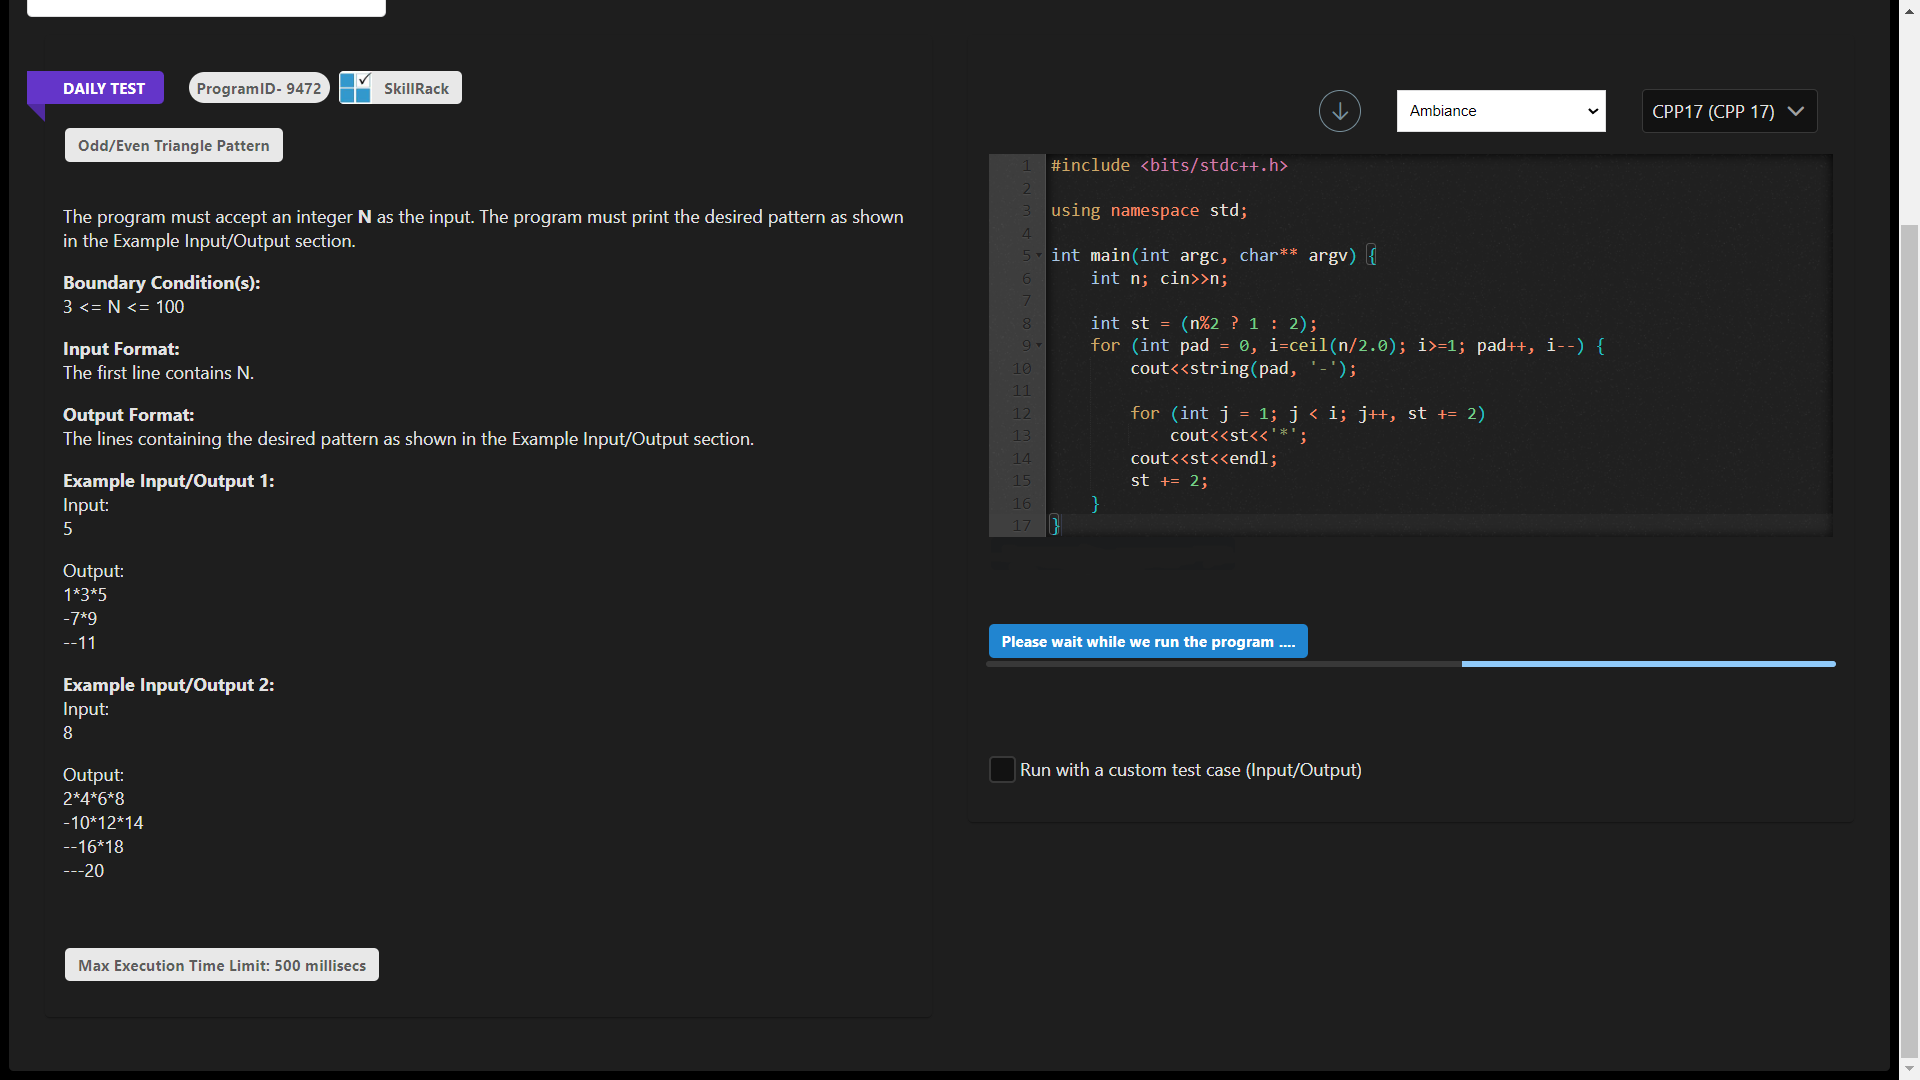 DAILY TEST
ProgramID- 9472
SkillRack
Odd/Even Triangle Pattern
The program must accept an integer N as the input. The program must print the desired pattern as shown
in the Example Input/Output section.
Boundary Condition(s):
3 <= N <= 100
Input Format:
The first line contains N.
Output Format:
The lines containing the desired pattern as shown in the Example Input/Output section.
Example Input/Output 1:
Input:
5
Output:
1*3*5
-7*9
--11
Example Input/Output 2:
Input:
8
Output:
2*4*6*8
-10*12*14
--16*18
---20
Max Execution Time Limit: 500 millisecs
Ambiance
CPP17 (CPP 17)
1 #include <bits/stdc++.h>
2
3 using namespace std;
4
5 int main(int argc, char** argv) {
6     int n; cin>>n;
7
8     int st = (n%2 ? 1 : 2);
9     for (int pad = 0, i=ceil(n/2.0); i>=1; pad++, i--) {
10         cout<<string(pad, '-');
11
12         for (int j = 1; j < i; j++, st += 2)
13             cout<<st<<'*';
14         cout<<st<<endl;
15         st += 2;
16     }
17 }
Please wait while we run the program ....
Run with a custom test case (Input/Output)